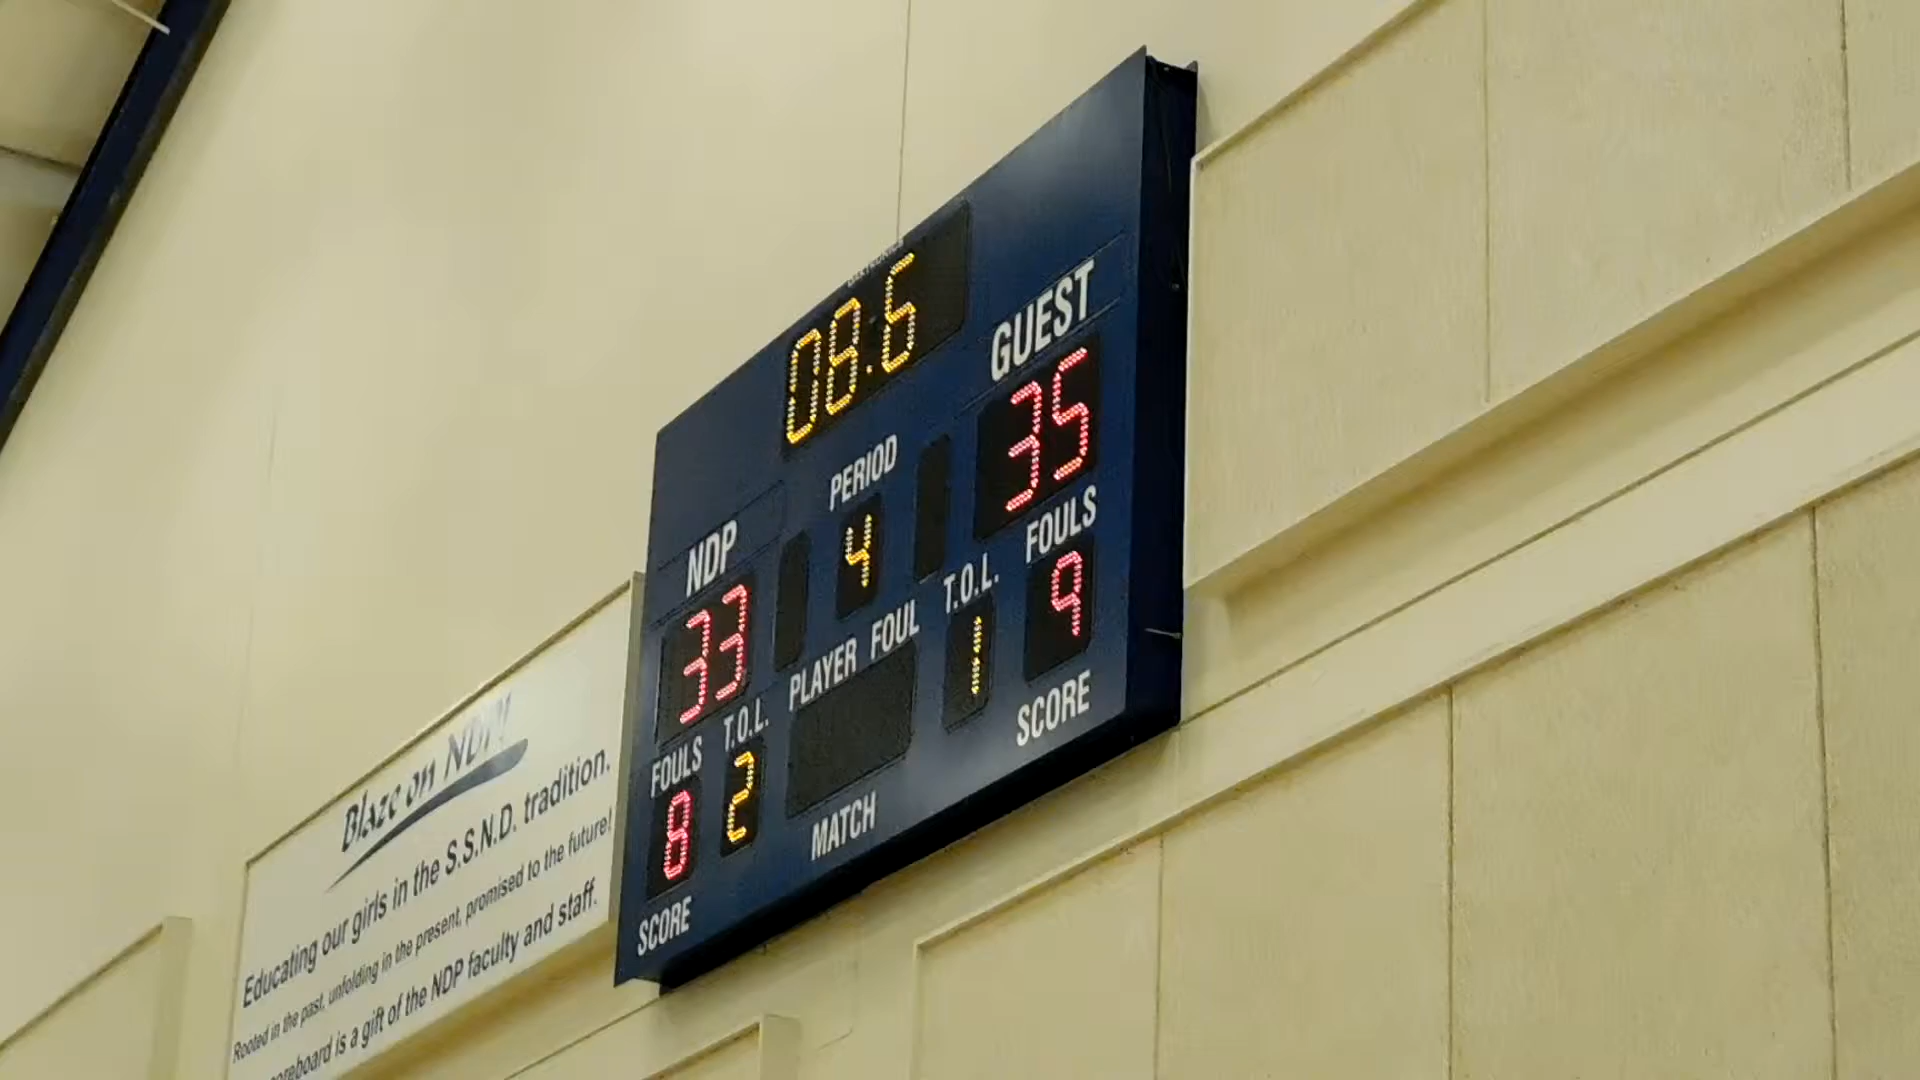 08.6
GUEST
35
PERIOD
4
NDP
33
FOULS
9
T.O.L.
1
PLAYER FOUL
T.O.L.
2
FOULS
8
SCORE
MATCH
SCORE
Blaze on NDP!
Educating our girls in the S.S.N.D. tradition.
Rooted in the past, unfolding in the present, promised to the future!
is a gift of the NDP faculty and staff.